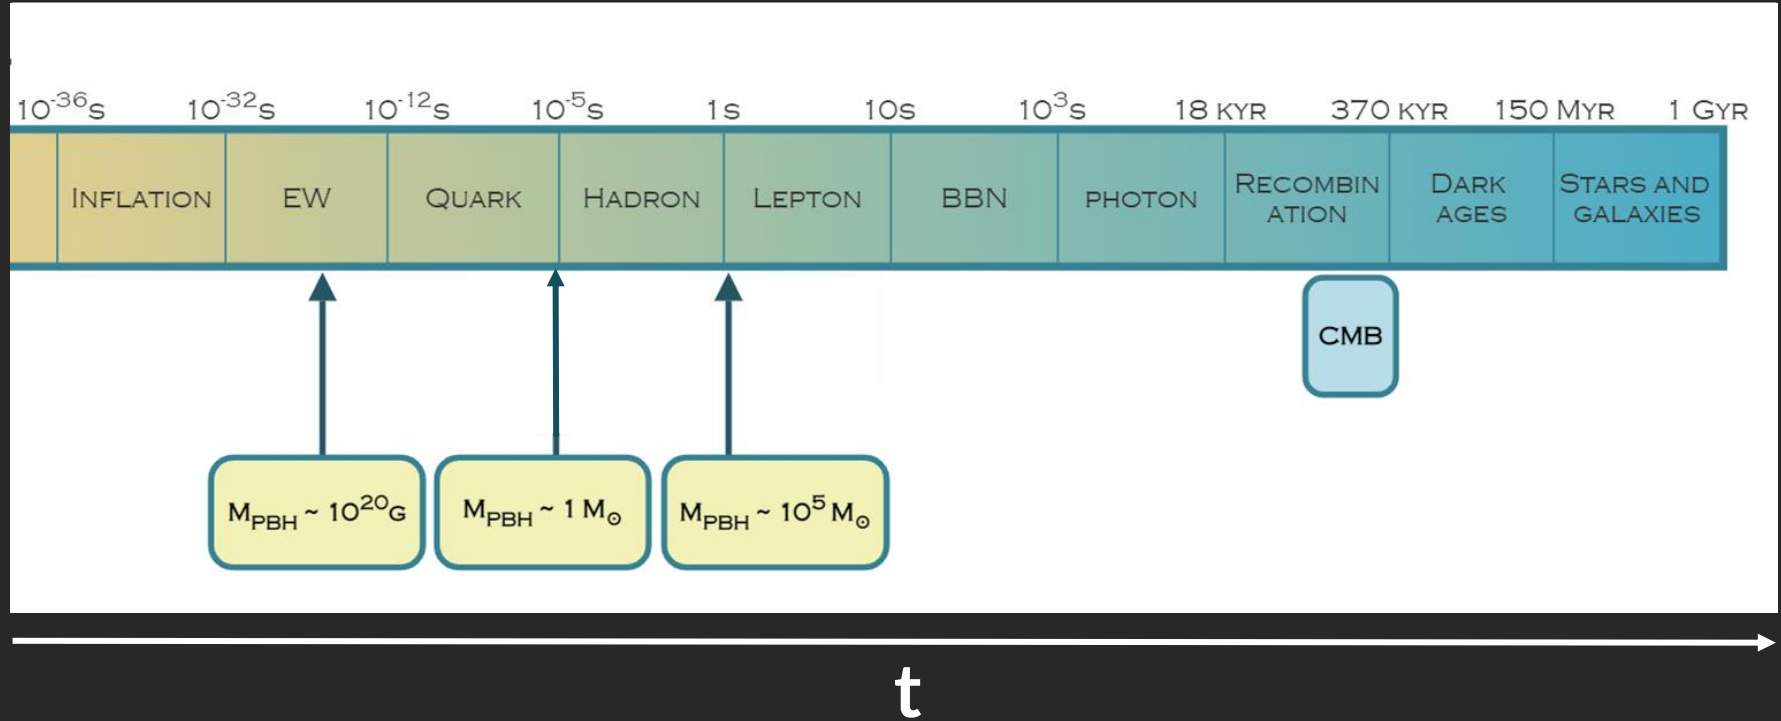 10⁻³⁶s 10⁻³²s 10⁻¹²s 10⁻⁵s 1s 10s 10³s 18 KYR 370 KYR 150 MYR 1 GYR
INFLATION EW QUARK HADRON LEPTON BBN PHOTON
RECOMBIN
ATION
DARK
AGES
STARS AND
GALAXIES
CMB
M_PBH ~ 10²⁰G
M_PBH ~ 1 M_⊙
M_PBH ~ 10⁵ M_⊙
t